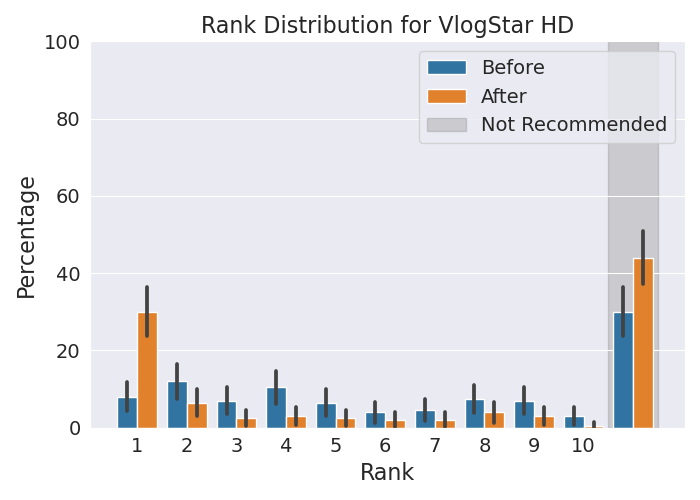 Rank Distribution for VlogStar HD
100
80
60
40
20
0
Percentage
Before
After
Not Recommended
1 2 3 4 5 6 7 8 9 10
Rank